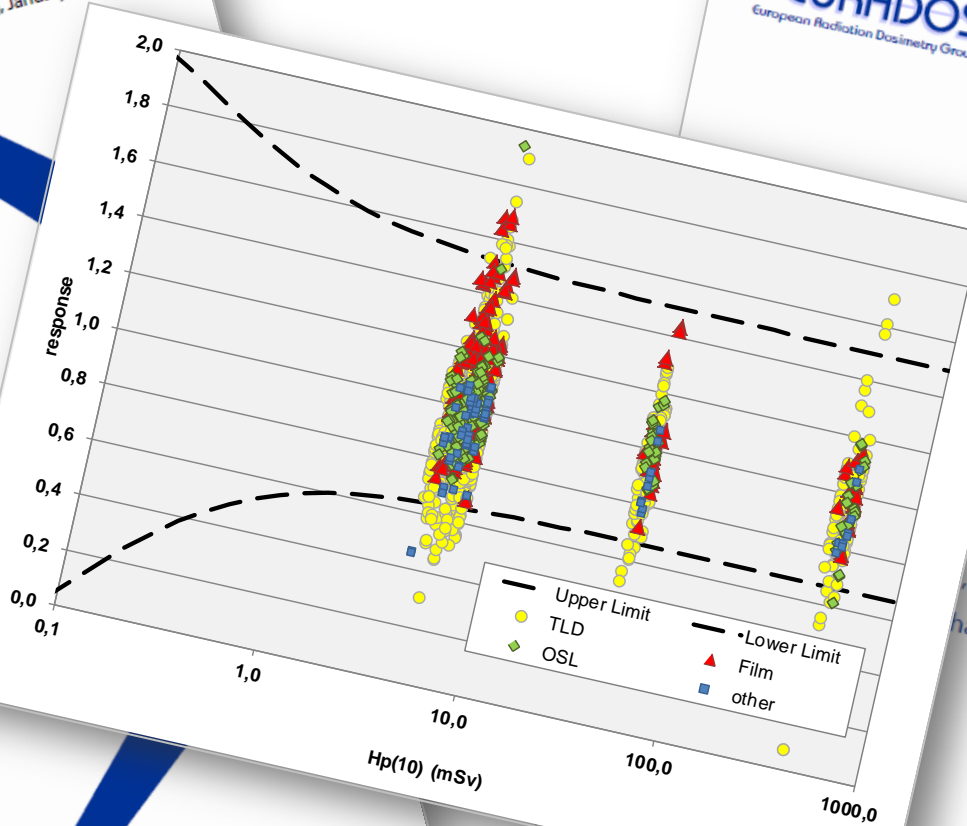 European Radiation Dosimetry Grou
2,0
1,8
1,6
1,4
1,2
1,0
0,8
0,6
0,4
0,2
0,0
response
0,1
1,0
10,0
100,0
1000,0
Hp(10) (mSv)
Upper Limit
Lower Limit
TLD
Film
OSL
other